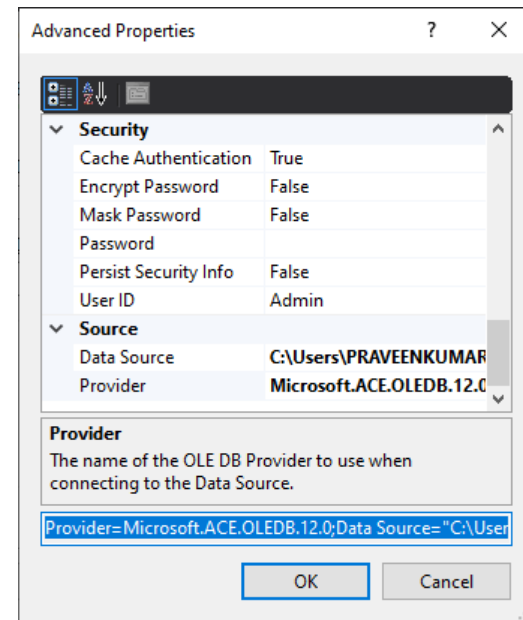 Advanced Properties
Security
Cache Authentication True
Encrypt Password False
Mask Password False
Password
Persist Security Info False
User ID Admin
Source
Data Source C:\Users\PRAVEENKUMAR
Provider Microsoft.ACE.OLEDB.12.0
Provider
The name of the OLE DB Provider to use when
connecting to the Data Source.
Provider=Microsoft.ACE.OLEDB.12.0;Data Source="C:\User
OK Cancel